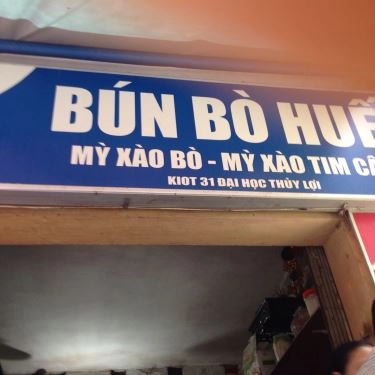 BÚN BÒ HUẾ
MỲ XÀO BÒ - MỲ XÀO TIM
KIOT 31 ĐẠI HỌC THỦY LỢI